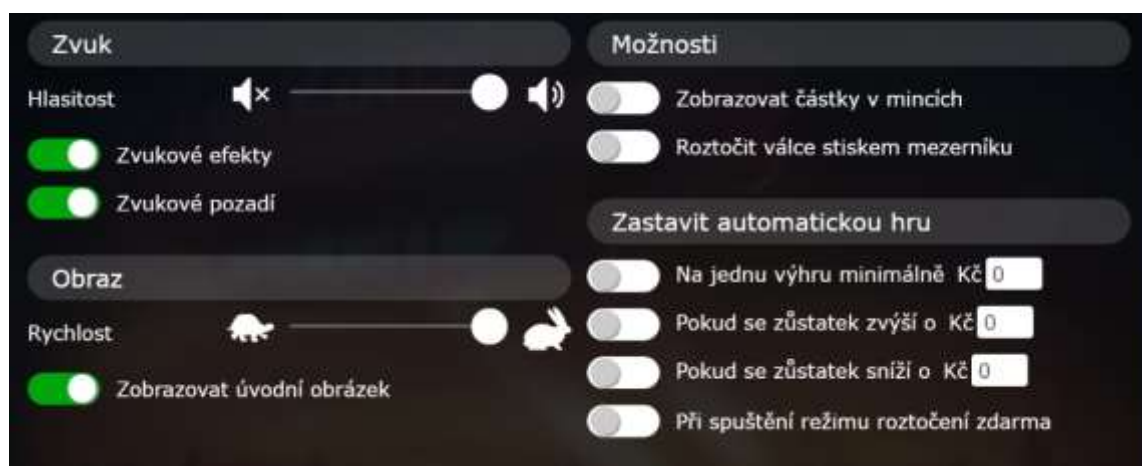 Zvuk
Hlasitost
Zvukové efekty
Zvukové pozadí
Obraz
Rychlost
Zobrazovat úvodní obrázek
Možnosti
Zobrazovat částky v mincích
Roztočit válce stiskem mezerníku
Zastavit automatickou hru
Na jednu výhru minimálně Kč 0
Pokud se zůstatek zvýší o Kč 0
Pokud se zůstatek sníží o Kč 0
Při spuštění režimu roztočení zdarma